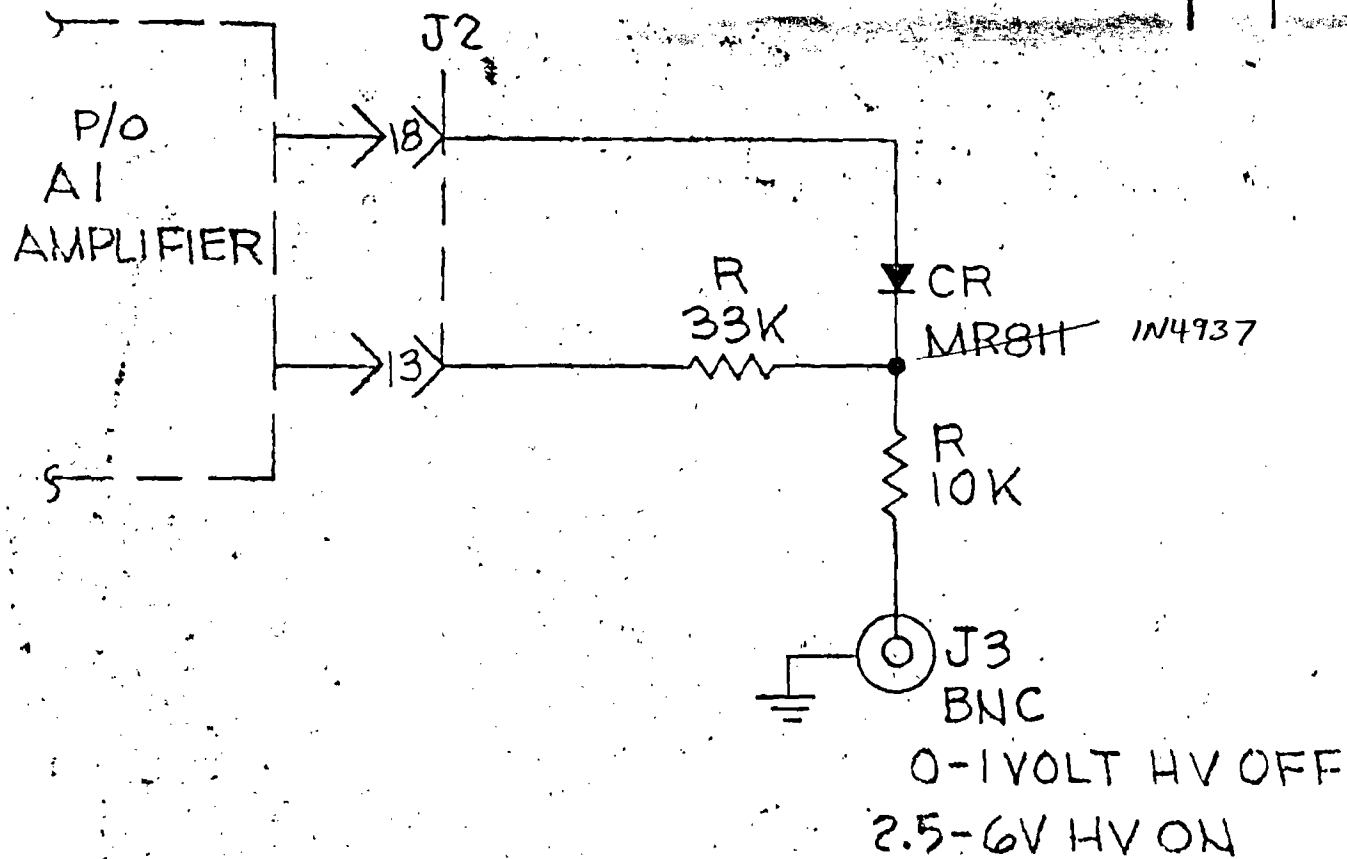 J2
P/O
A1
AMPLIFIER
18
13
R
33K
CR
MR811 1N4937
R
10K
J3
BNC
0-1VOLT HV OFF
2.5-6V HV ON